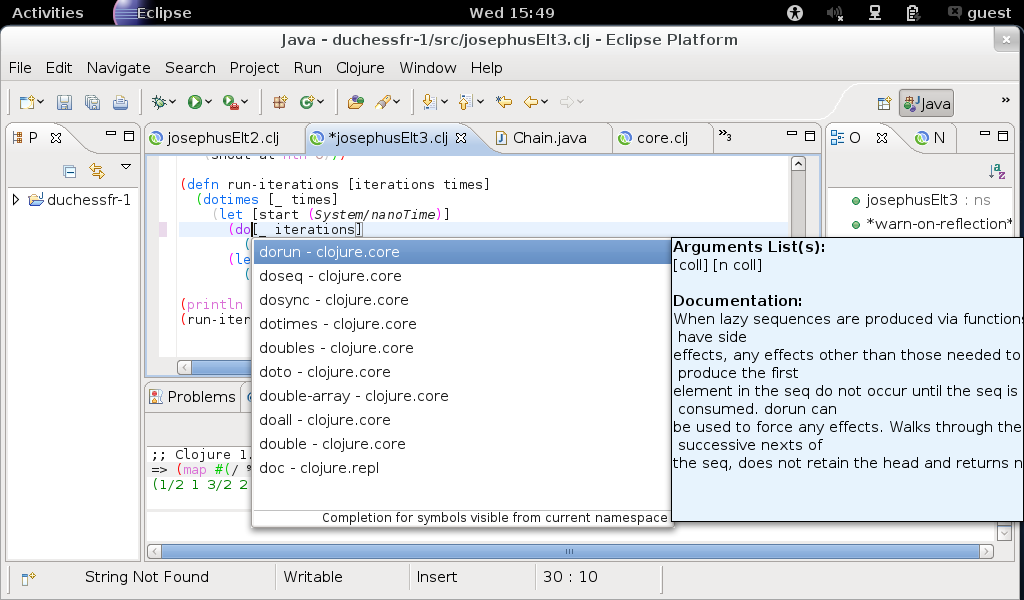 Activities Eclipse Wed 15:49 guest
Java - duchessfr-1/src/josephusElt3.clj - Eclipse Platform
File Edit Navigate Search Project Run Clojure Window Help
Java »
P josephusElt2.clj *josephusElt3.clj Chain.java core.clj »3 O N
duchessfr-1
(defn run-iterations [iterations times]
(dotimes [_ times]
(let [start (System/nanoTime)]
(do[_ iterations]
(
(le
(
(println
(run-iter
josephusElt3 : ns
*warn-on-reflection*
dorun - clojure.core
doseq - clojure.core
dosync - clojure.core
dotimes - clojure.core
doubles - clojure.core
doto - clojure.core
double-array - clojure.core
doall - clojure.core
double - clojure.core
doc - clojure.repl
Completion for symbols visible from current namespace
Arguments List(s):
[coll] [n coll]
Documentation:
When lazy sequences are produced via functions
have side
effects, any effects other than those needed to
produce the first
element in the seq do not occur until the seq is
consumed. dorun can
be used to force any effects. Walks through the
successive nexts of
the seq, does not retain the head and returns n
Problems
;; Clojure 1.
=> (map #(/ %
(1/2 1 3/2 2
String Not Found Writable Insert 30 : 10